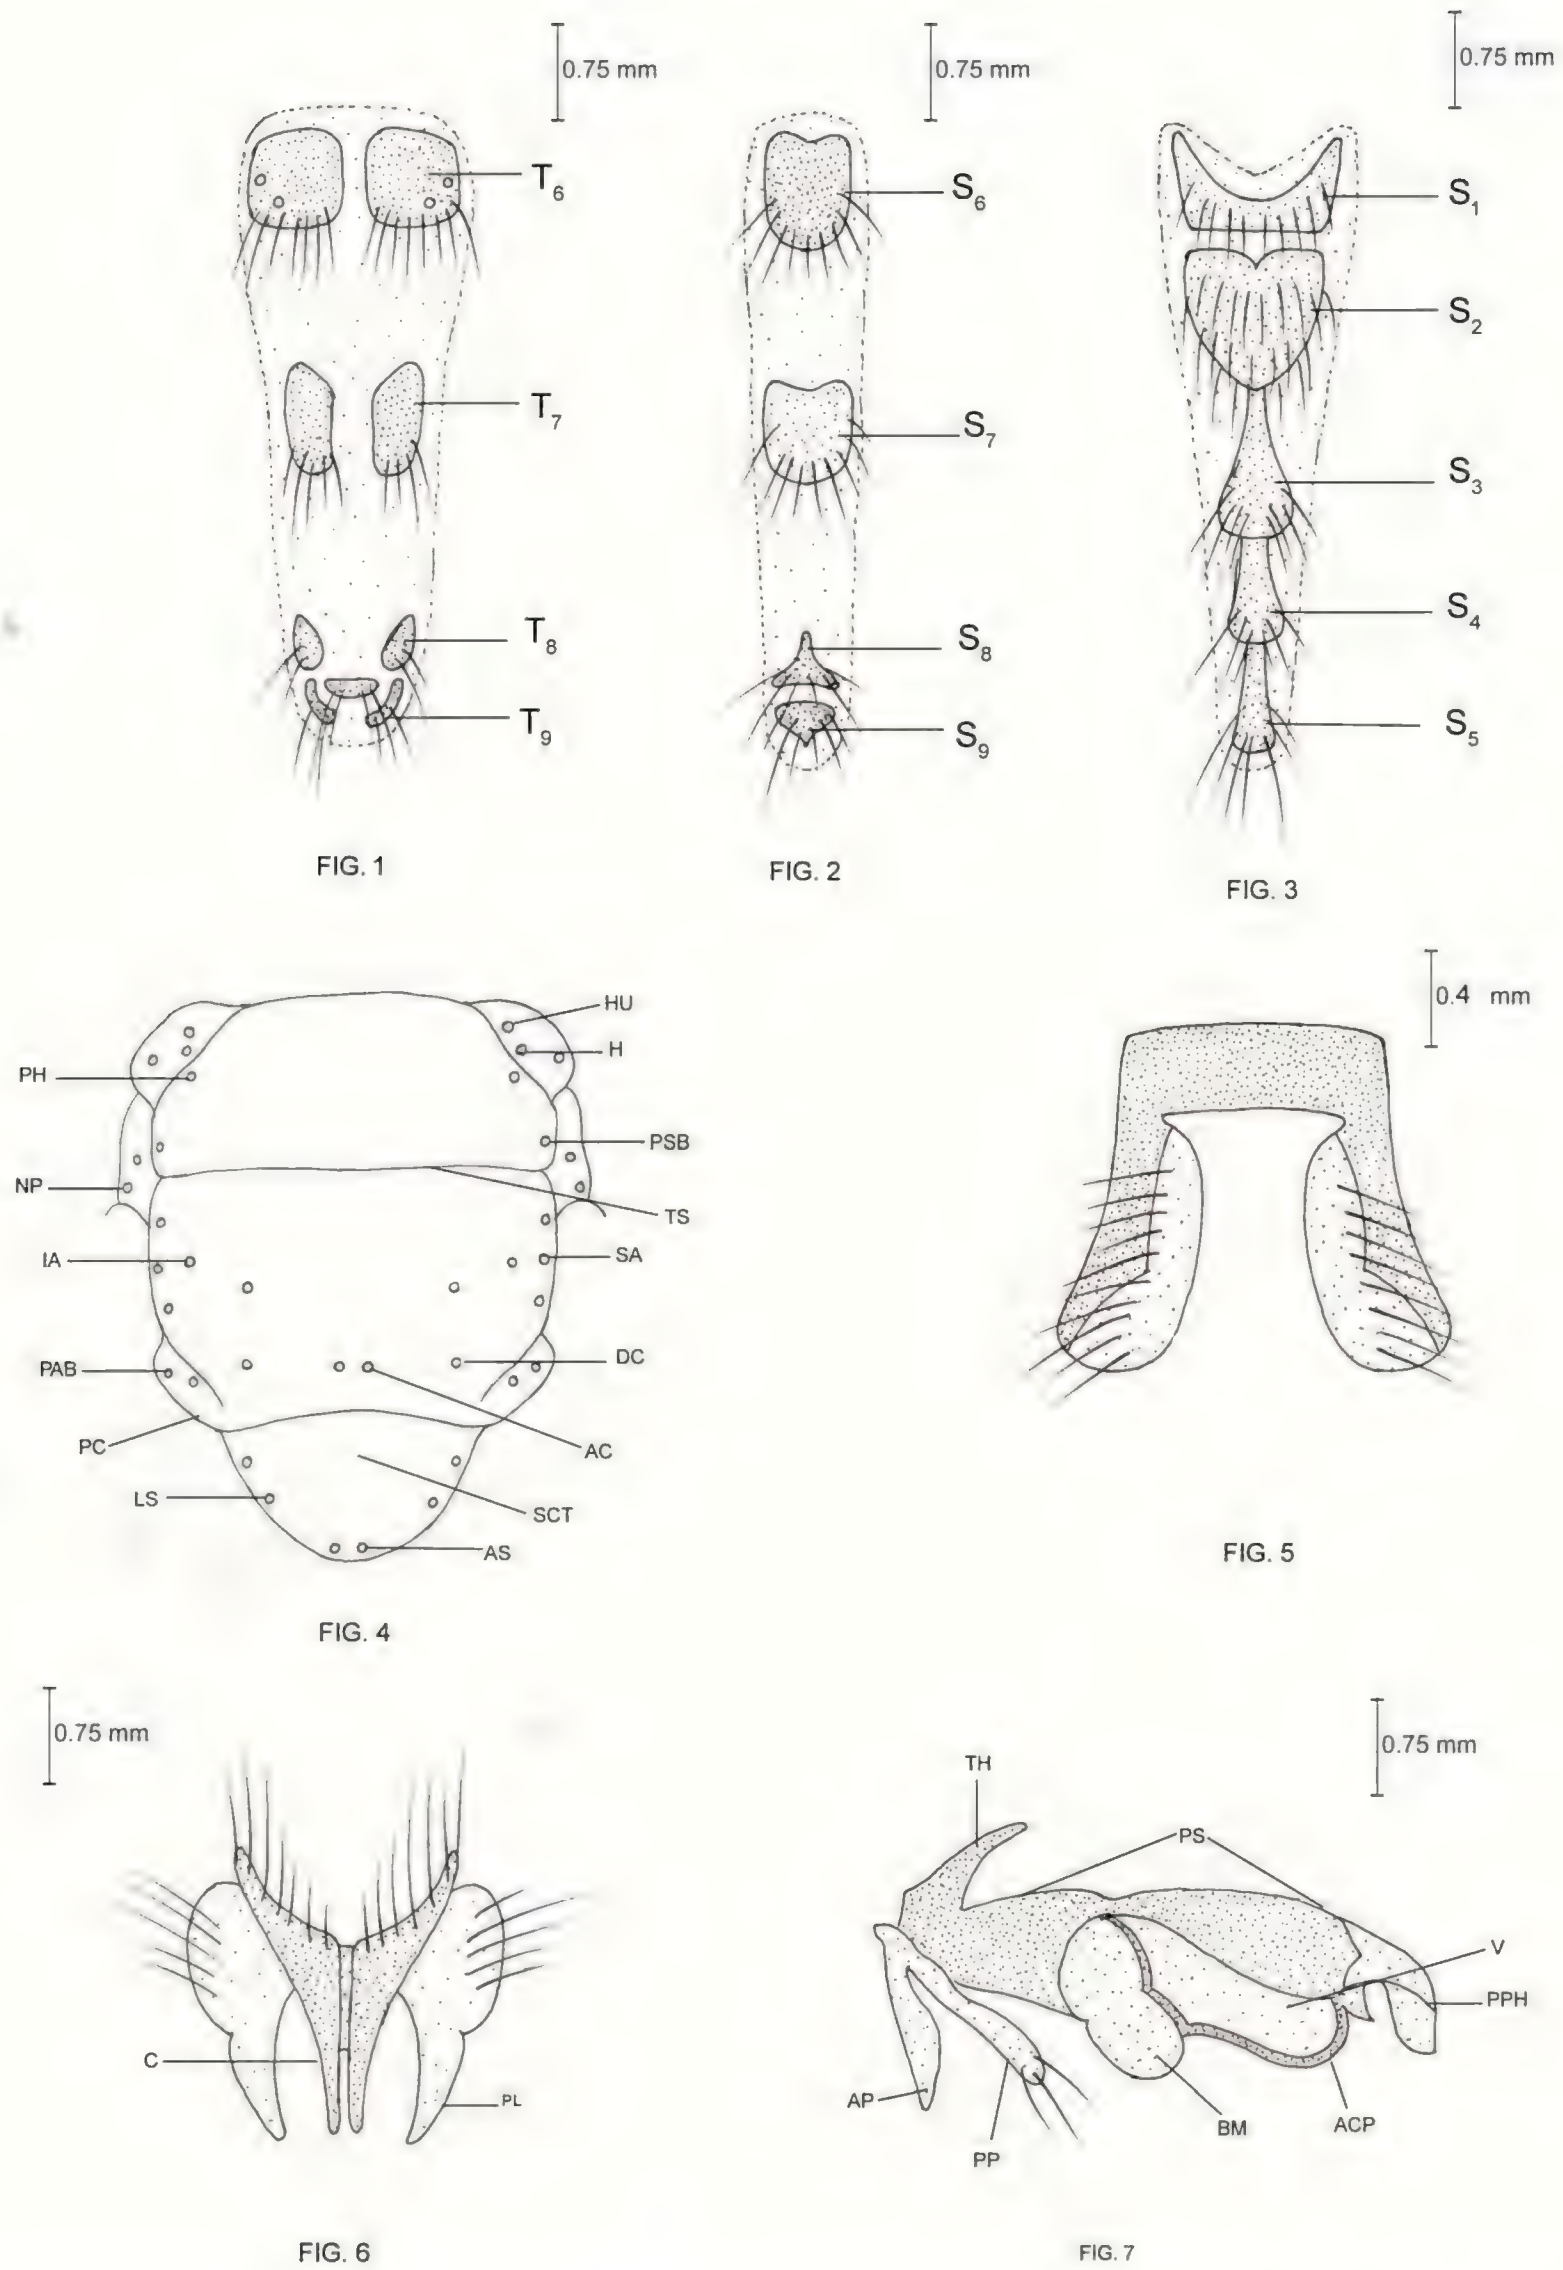 0.75 mm
T6
T7
T8
T9
FIG. 1
0.75 mm
S6
S7
S8
S9
FIG. 2
0.75 mm
S1
S2
S3
S4
S5
FIG. 3
HU
H
PH
PSB
NP
TS
IA
SA
PAB
DC
PC
AC
LS
SCT
AS
FIG. 4
0.4 mm
FIG. 5
0.75 mm
C
PL
FIG. 6
0.75 mm
TH
PS
V
PPH
AP
PP
BM
ACP
FIG. 7